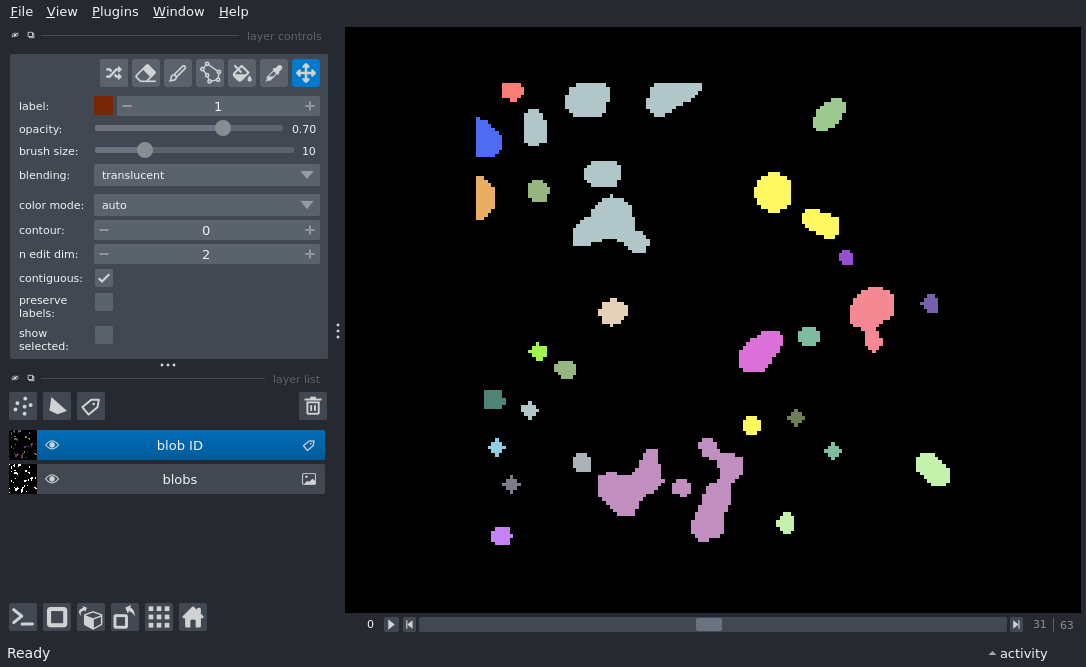 File View Plugins Window Help
layer controls
label: 1
opacity: 0.70
brush size: 10
blending: translucent
color mode: auto
contour: 0
n edit dim: 2
contiguous:
preserve
labels:
show
selected:
layer list
blob ID
blobs
0 31 | 63
Ready activity